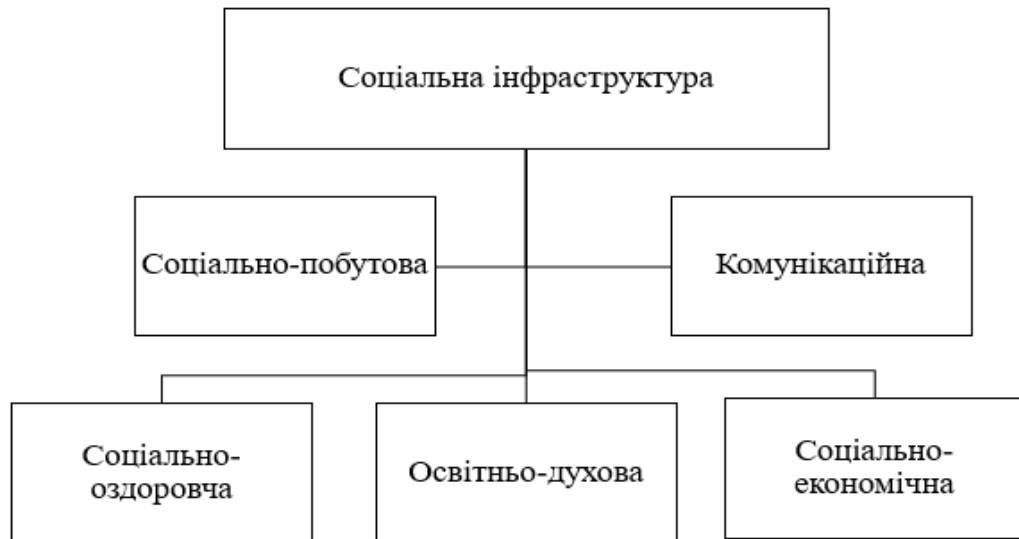 Соціальна інфраструктура
Соціально-побутова
Комунікаційна
Соціально-
оздоровча
Освітньо-духова
Соціально-
економічна